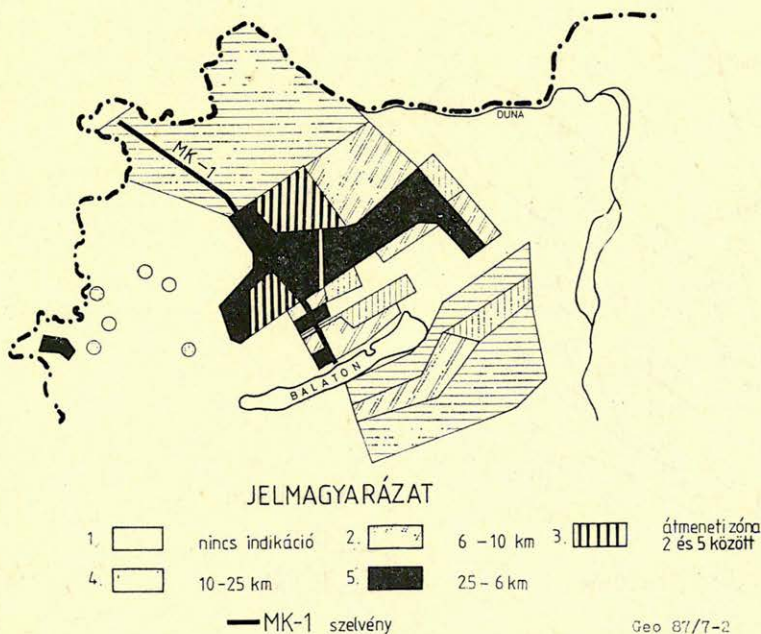 DUNA
MK-1
BALATON
JELMAGYARÁZAT
1. nincs indikáció 2. 6-10 km 3. átmeneti zóna
2 és 5 között
4. 10-25 km 5. 25-6 km
MK-1 szelvény
Geo 87/7-2